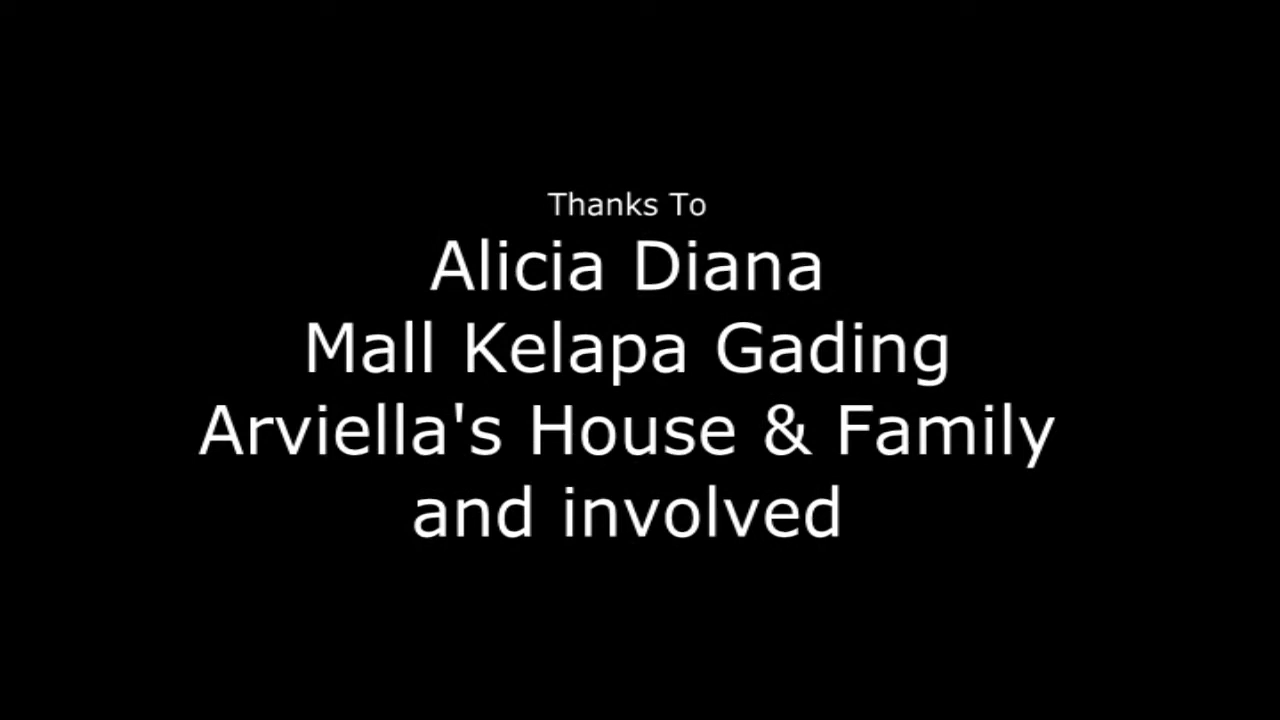 Thanks To
Alicia Diana
Mall Kelapa Gading
Arviella's House & Family
and involved